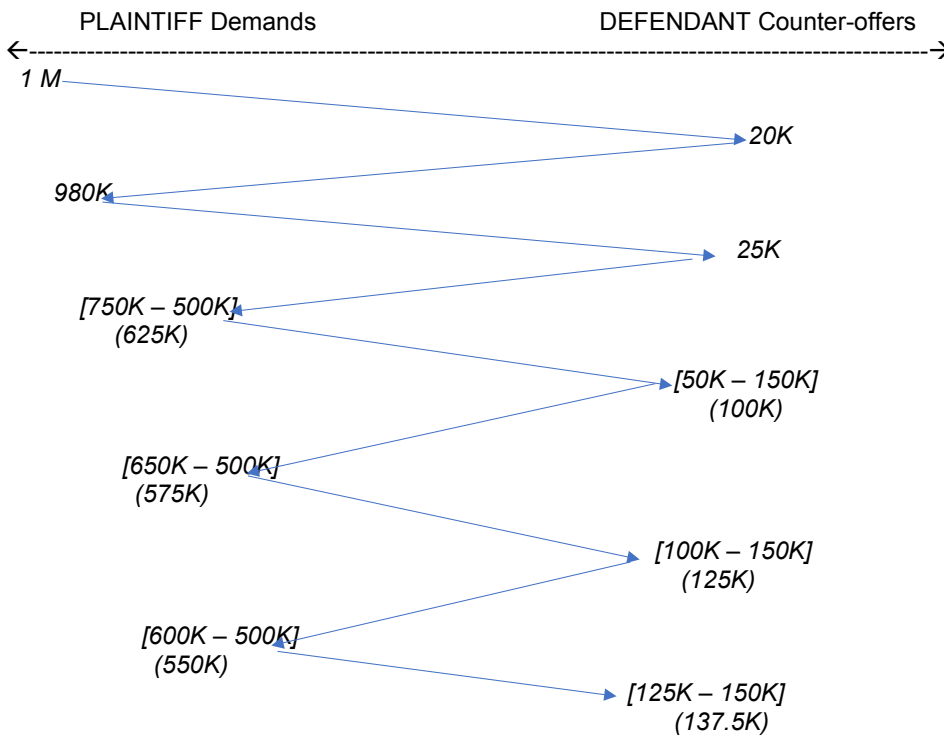 PLAINTIFF Demands DEFENDANT Counter-offers
1 M
20K
980K
25K
[750K – 500K]
(625K)
[50K – 150K]
(100K)
[650K – 500K]
(575K)
[100K – 150K]
(125K)
[600K – 500K]
(550K)
[125K – 150K]
(137.5K)